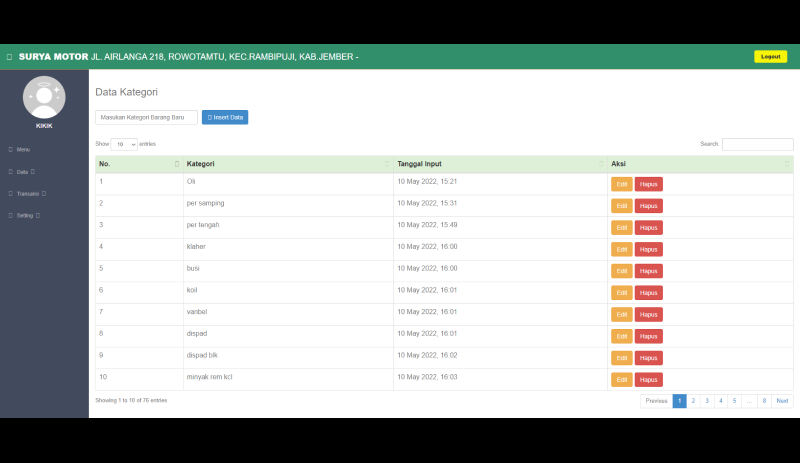 SURYA MOTOR JL. AIRLANGA 218, ROWOTAMTU, KEC.RAMBIPUJI, KAB.JEMBER -
Logout
KIKIK
Menu
Data
Transaksi
Setting
Data Kategori
Masukan Kategori Barang Baru
Insert Data
Show 10 entries
Search:
No. Kategori Tanggal Input Aksi
1 Oli 10 May 2022, 15:21 Edit Hapus
2 per samping 10 May 2022, 15:31 Edit Hapus
3 per tengah 10 May 2022, 15:49 Edit Hapus
4 klaher 10 May 2022, 16:00 Edit Hapus
5 busi 10 May 2022, 16:00 Edit Hapus
6 koil 10 May 2022, 16:01 Edit Hapus
7 vanbel 10 May 2022, 16:01 Edit Hapus
8 dispad 10 May 2022, 16:01 Edit Hapus
9 dispad blk 10 May 2022, 16:02 Edit Hapus
10 minyak rem kcl 10 May 2022, 16:03 Edit Hapus
Showing 1 to 10 of 76 entries
Previous 1 2 3 4 5 ... 8 Next